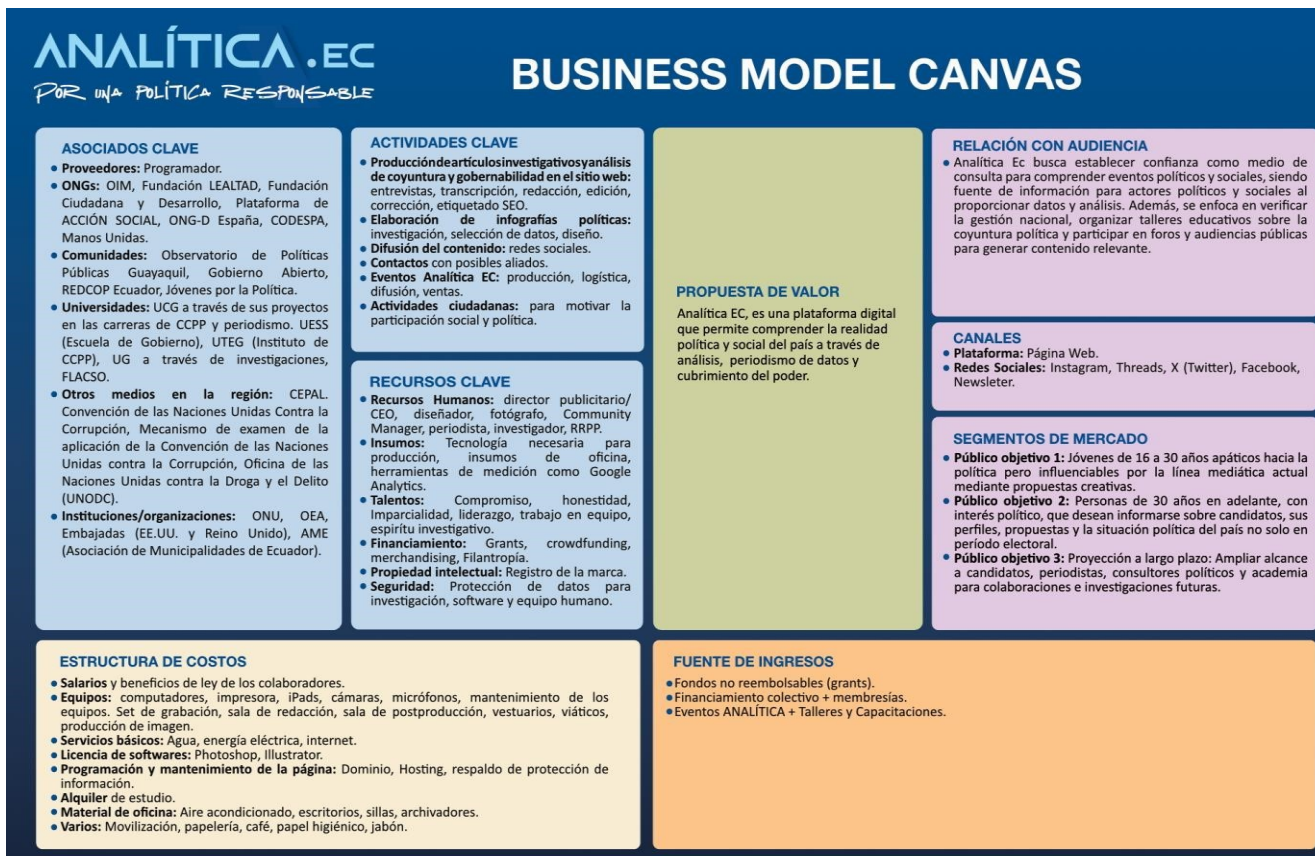 ANALÍTICA.EC
POR UNA POLÍTICA RESPONSABLE
BUSINESS MODEL CANVAS
ASOCIADOS CLAVE
• Proveedores: Programador.
• ONGs: OIM, Fundación LEALTAD, Fundación
Ciudadana y Desarrollo, Plataforma de
ACCIÓN SOCIAL, ONG-D España, CODESPA,
Manos Unidas.
• Comunidades: Observatorio de Políticas
Públicas Guayaquil, Gobierno Abierto,
REDCOP Ecuador, Jóvenes por la Política.
• Universidades: UCG a través de sus proyectos
en las carreras de CCPP y periodismo. UESS
(Escuela de Gobierno), UTEG (Instituto de
CCPP), UG a través de investigaciones,
FLACSO.
• Otros medios en la región: CEPAL.
Convención de las Naciones Unidas Contra la
Corrupción, Mecanismo de examen de la
aplicación de la Convención de las Naciones
Unidas contra la Corrupción, Oficina de las
Naciones Unidas contra la Droga y el Delito
(UNODC).
• Instituciones/organizaciones: ONU, OEA,
Embajadas (EE.UU. y Reino Unido), AME
(Asociación de Municipalidades de Ecuador).
ACTIVIDADES CLAVE
• Producción de artículos investigativos y análisis
de coyuntura y gobernabilidad en el sitio web:
entrevistas, transcripción, redacción, edición,
corrección, etiquetado SEO.
• Elaboración de infografías políticas:
investigación, selección de datos, diseño.
• Difusión del contenido: redes sociales.
• Contactos con posibles aliados.
• Eventos Analítica EC: producción, logística,
difusión, ventas.
• Actividades ciudadanas: para motivar la
participación social y política.
RECURSOS CLAVE
• Recursos Humanos: director publicitario/
CEO, diseñador, fotógrafo, Community
Manager, periodista, investigador, RRPP.
• Insumos: Tecnología necesaria para
producción, insumos de oficina,
herramientas de medición como Google
Analytics.
• Talentos: Compromiso, honestidad,
Imparcialidad, liderazgo, trabajo en equipo,
espíritu investigativo.
• Financiamiento: Grants, crowdfunding,
merchandising, Filantropía.
• Propiedad intelectual: Registro de la marca.
• Seguridad: Protección de datos para
investigación, software y equipo humano.
PROPUESTA DE VALOR
Analítica EC, es una plataforma digital
que permite comprender la realidad
política y social del país a través de
análisis, periodismo de datos y
cubrimiento del poder.
RELACIÓN CON AUDIENCIA
• Analítica Ec busca establecer confianza como medio de
consulta para comprender eventos políticos y sociales, siendo
fuente de información para actores políticos y sociales al
proporcionar datos y análisis. Además, se enfoca en verificar
la gestión nacional, organizar talleres educativos sobre la
coyuntura política y participar en foros y audiencias públicas
para generar contenido relevante.
CANALES
• Plataforma: Página Web.
• Redes Sociales: Instagram, Threads, X (Twitter), Facebook,
Newsleter.
SEGMENTOS DE MERCADO
• Público objetivo 1: Jóvenes de 16 a 30 años apáticos hacia la
política pero influenciables por la línea mediática actual
mediante propuestas creativas.
• Público objetivo 2: Personas de 30 años en adelante, con
interés político, que desean informarse sobre candidatos, sus
perfiles, propuestas y la situación política del país no solo en
período electoral.
• Público objetivo 3: Proyección a largo plazo: Ampliar alcance
a candidatos, periodistas, consultores políticos y academia
para colaboraciones e investigaciones futuras.
ESTRUCTURA DE COSTOS
• Salarios y beneficios de ley de los colaboradores.
• Equipos: computadores, impresora, iPads, cámaras, micrófonos, mantenimiento de los
equipos. Set de grabación, sala de redacción, sala de postproducción, vestuarios, viáticos,
producción de imagen.
• Servicios básicos: Agua, energía eléctrica, internet.
• Licencia de softwares: Photoshop, Illustrator.
• Programación y mantenimiento de la página: Dominio, Hosting, respaldo de protección de
información.
• Alquiler de estudio.
• Material de oficina: Aire acondicionado, escritorios, sillas, archivadores.
• Varios: Movilización, papelería, café, papel higiénico, jabón.
FUENTE DE INGRESOS
• Fondos no reembolsables (grants).
• Financiamiento colectivo + membresías.
• Eventos ANALÍTICA + Talleres y Capacitaciones.